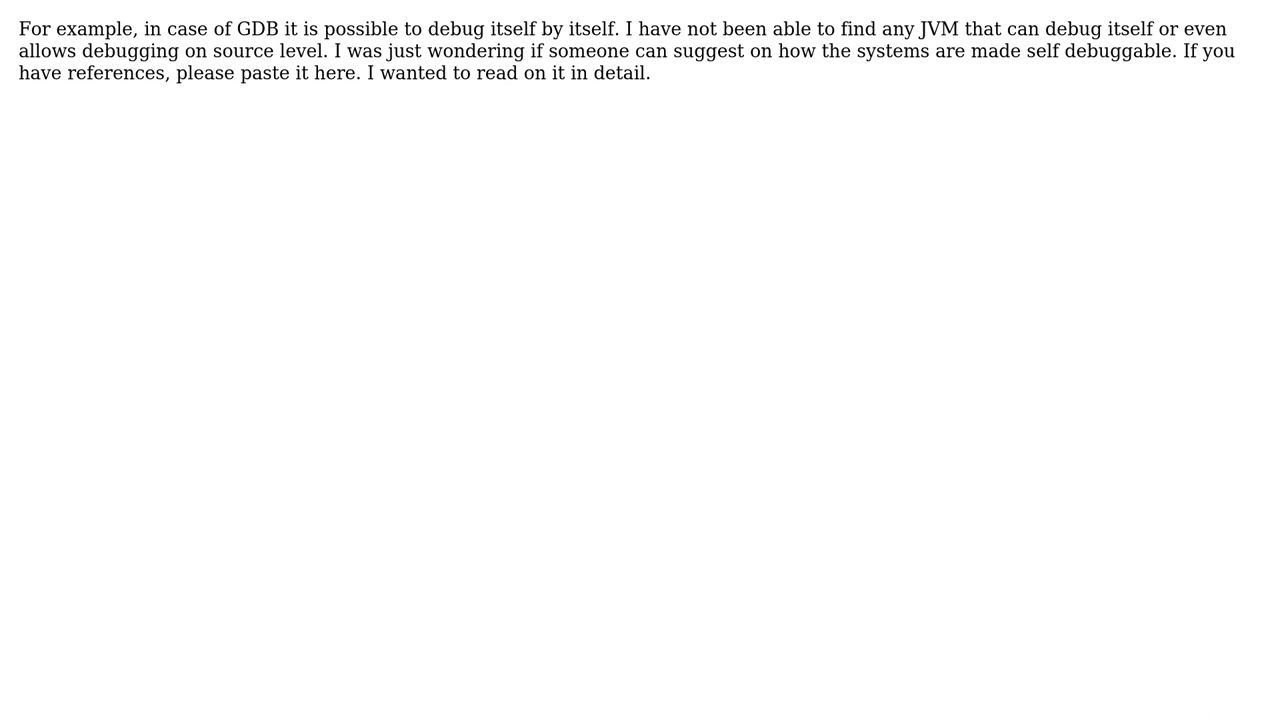 For example, in case of GDB it is possible to debug itself by itself. I have not been able to find any JVM that can debug itself or even
allows debugging on source level. I was just wondering if someone can suggest on how the systems are made self debuggable. If you
have references, please paste it here. I wanted to read on it in detail.